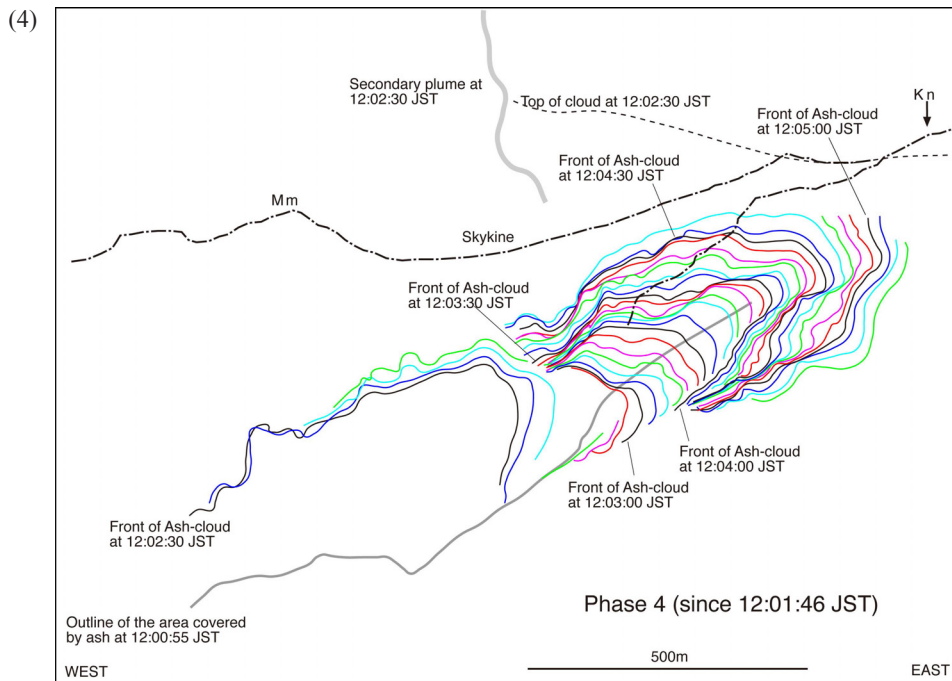 (4)
Secondary plume at
12:02:30 JST
Top of cloud at 12:02:30 JST
Kn
Front of Ash-cloud
at 12:05:00 JST
Front of Ash-cloud
at 12:04:30 JST
Mm
Skykine
Front of Ash-cloud
at 12:03:30 JST
Front of Ash-cloud
at 12:04:00 JST
Front of Ash-cloud
at 12:03:00 JST
Front of Ash-cloud
at 12:02:30 JST
Phase 4 (since 12:01:46 JST)
Outline of the area covered
by ash at 12:00:55 JST
WEST
500m
EAST